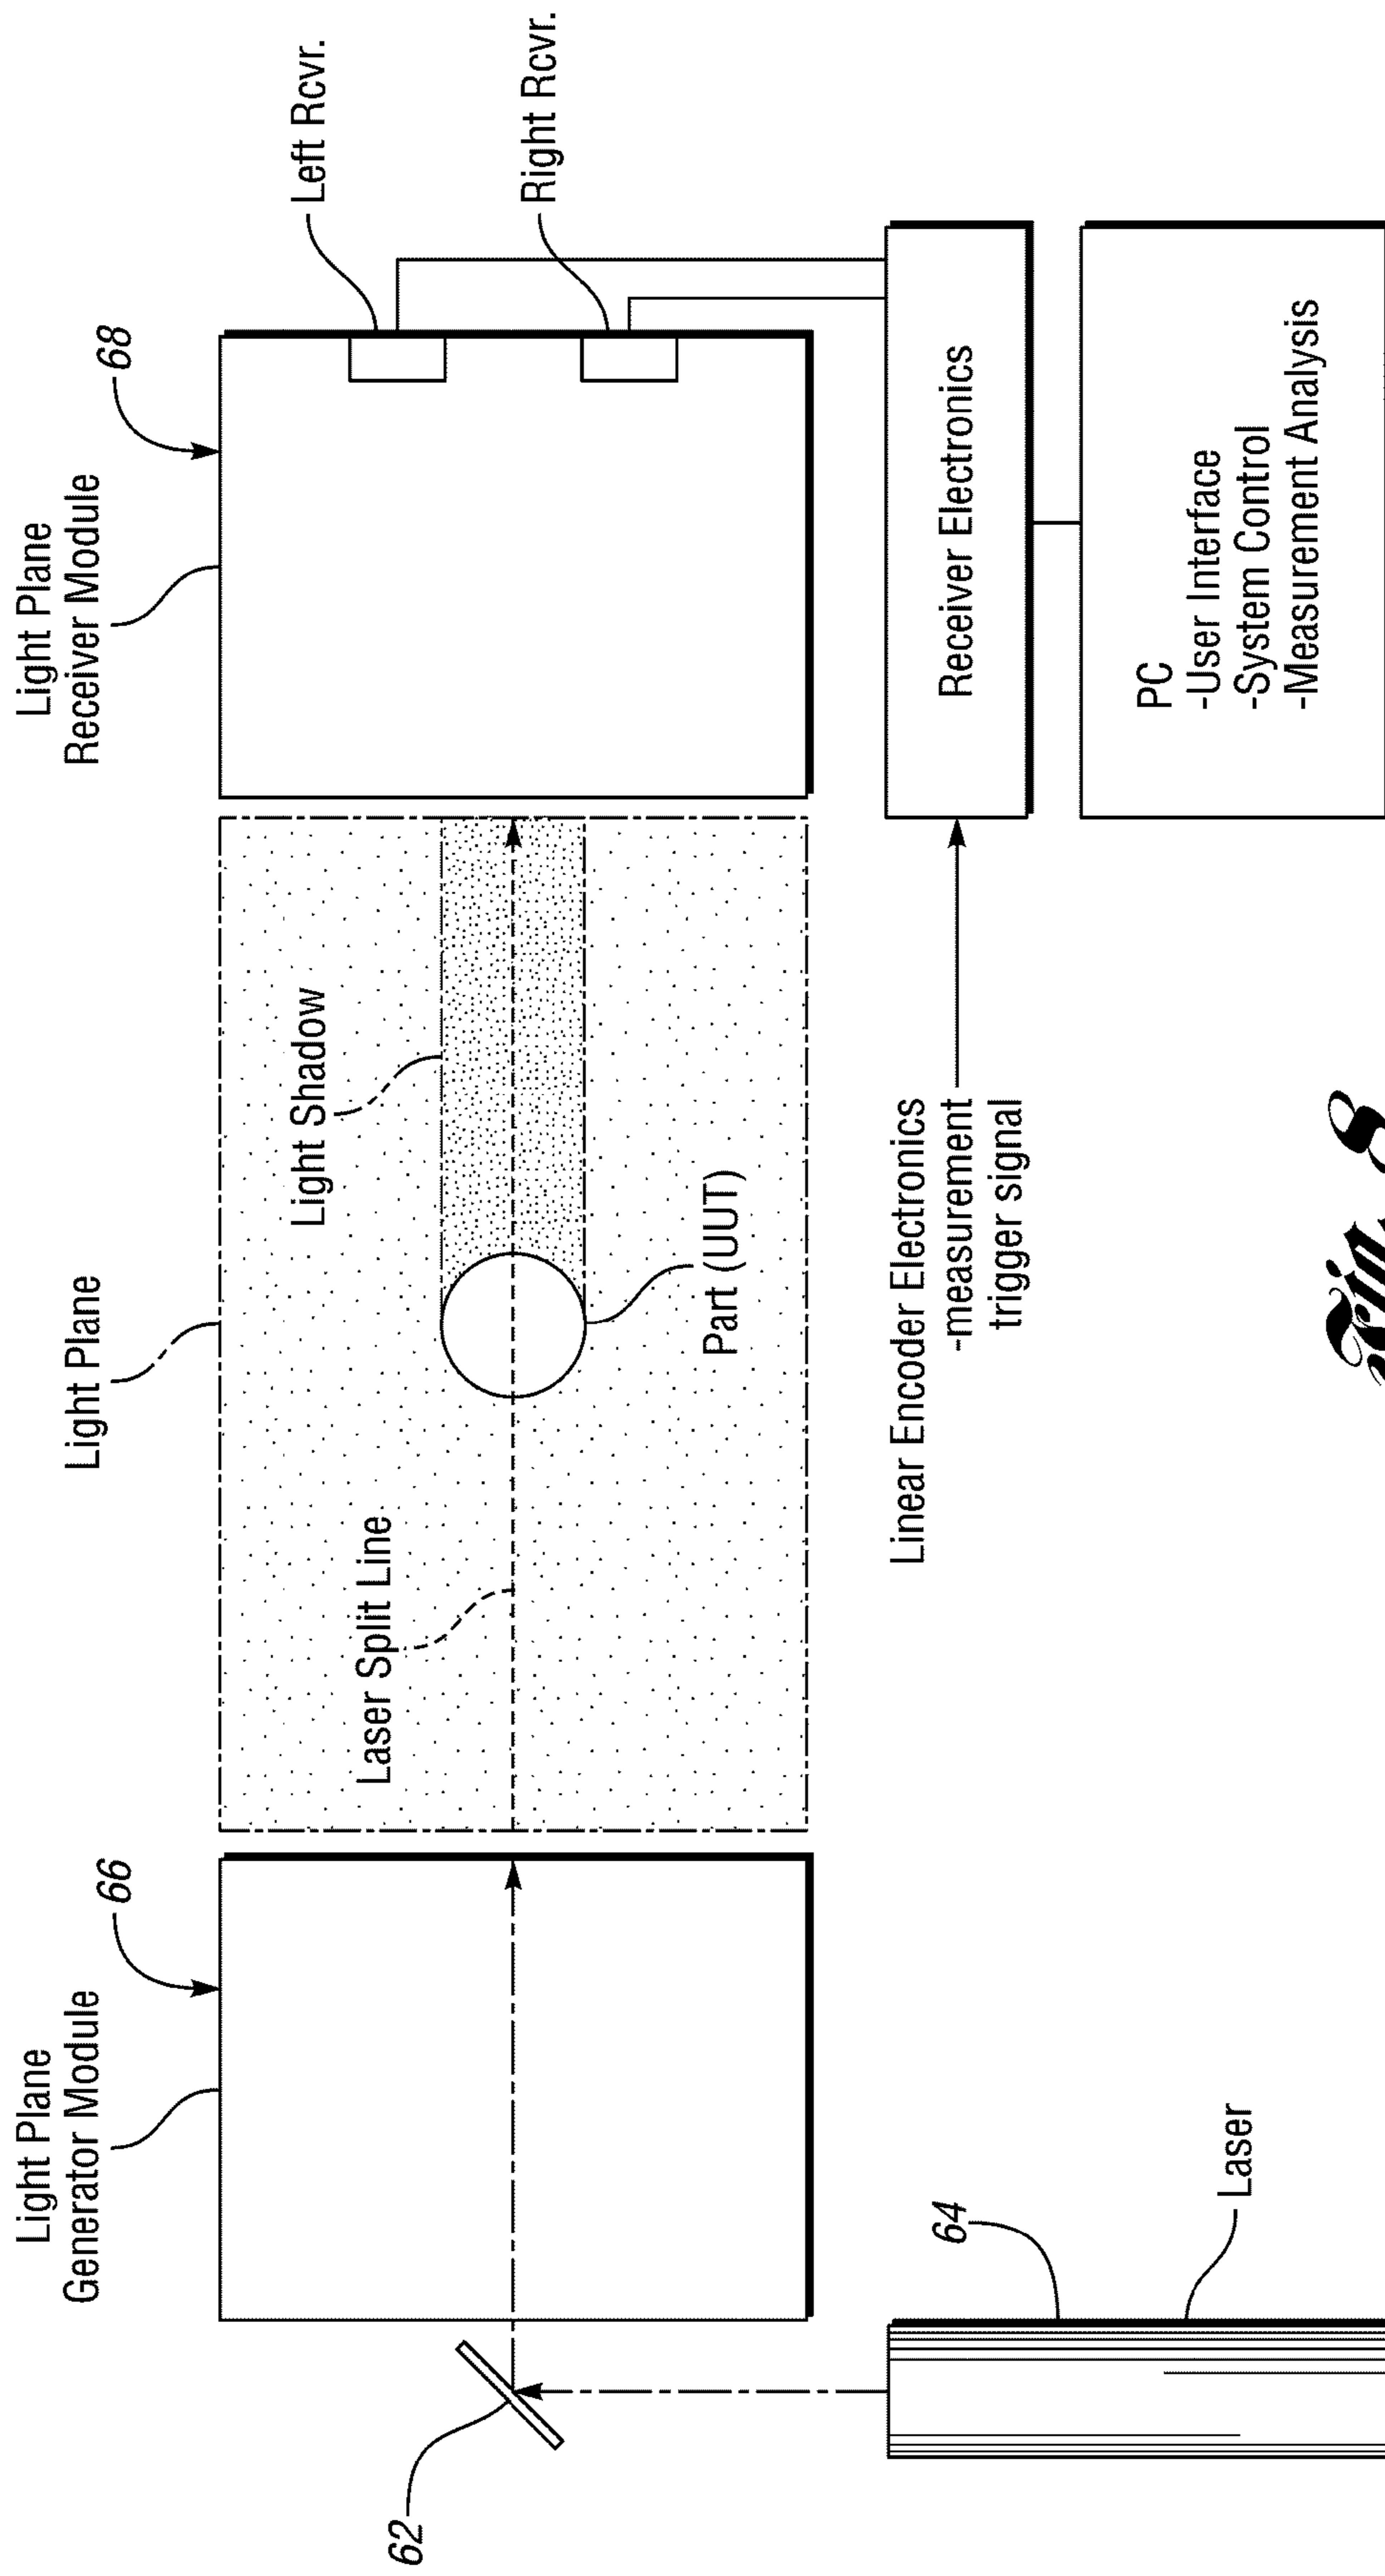 Light Plane
Generator Module
66
Light Plane
Light Plane
Receiver Module
68
62
Laser Split Line
Light Shadow
Part (UUT)
Left Rcvr.
Right Rcvr.
64
Laser
Linear Encoder Electronics
-measurement
trigger signal
Receiver Electronics
PC
-User Interface
-System Control
-Measurement Analysis
8